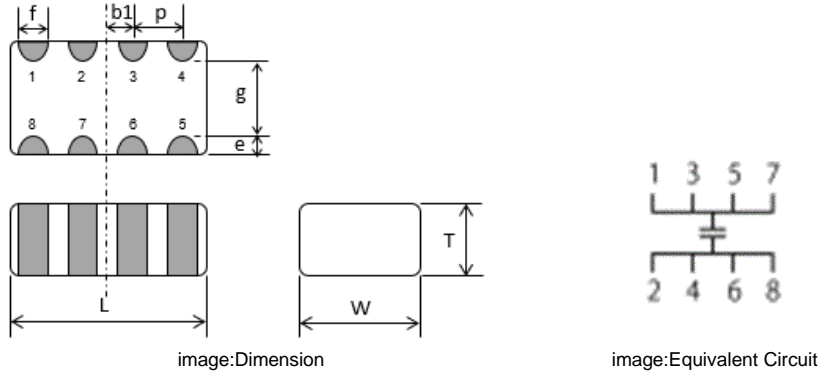 f b1 p
1 2 3 4
g
8 7 6 5
e
T
L
W
1 3 5 7
2 4 6 8
image:Dimension
image:Equivalent Circuit